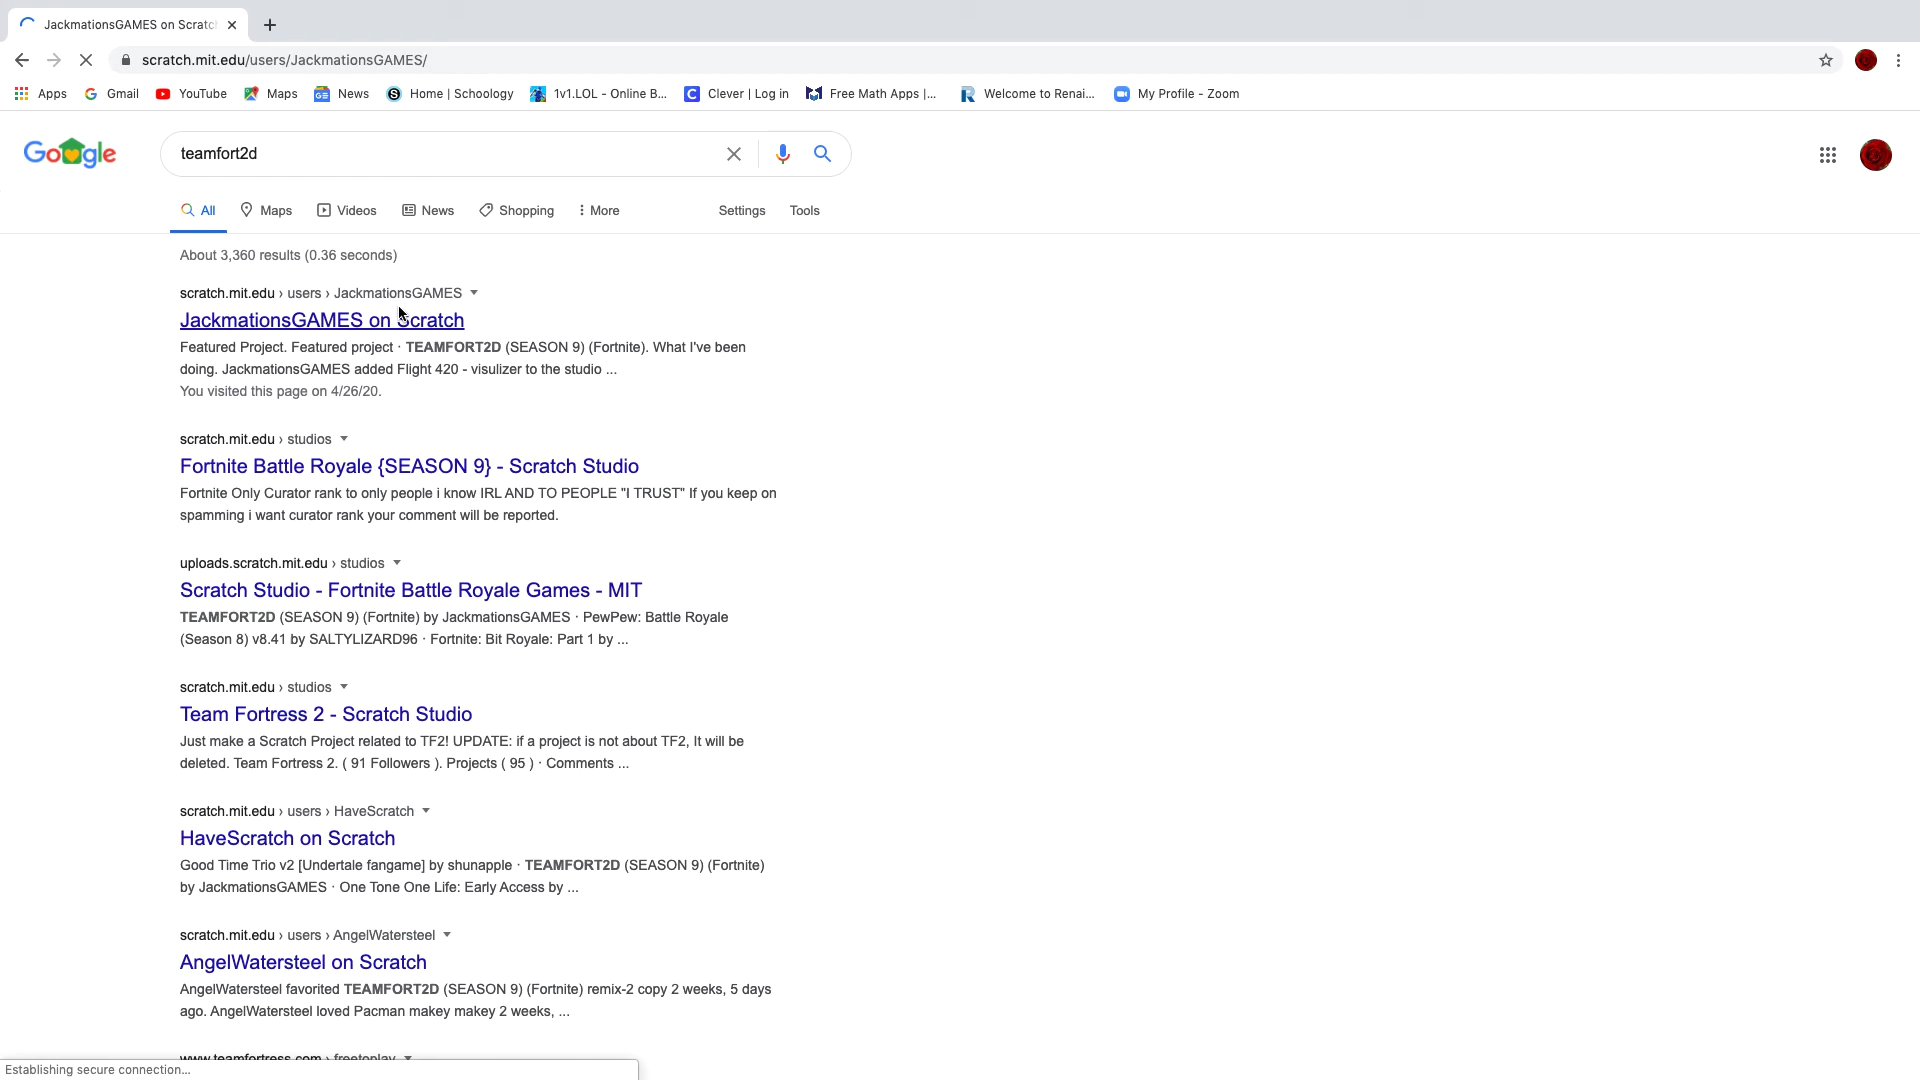 JackmationsGAMES on Scratc
scratch.mit.edu/users/JackmationsGAMES/
Apps Gmail YouTube Maps News Home | Schoology 1v1.LOL - Online B... Clever | Log in Free Math Apps |... Welcome to Renai... My Profile - Zoom
Google teamfort2d
All Maps Videos News Shopping More Settings Tools
About 3,360 results (0.36 seconds)
scratch.mit.edu › users › JackmationsGAMES
JackmationsGAMES on Scratch
Featured Project. Featured project · TEAMFORT2D (SEASON 9) (Fortnite). What I've been
doing. JackmationsGAMES added Flight 420 - visulizer to the studio ...
You visited this page on 4/26/20.
scratch.mit.edu › studios
Fortnite Battle Royale {SEASON 9} - Scratch Studio
Fortnite Only Curator rank to only people i know IRL AND TO PEOPLE "I TRUST" If you keep on
spamming i want curator rank your comment will be reported.
uploads.scratch.mit.edu › studios
Scratch Studio - Fortnite Battle Royale Games - MIT
TEAMFORT2D (SEASON 9) (Fortnite) by JackmationsGAMES · PewPew: Battle Royale
(Season 8) v8.41 by SALTYLIZARD96 · Fortnite: Bit Royale: Part 1 by ...
scratch.mit.edu › studios
Team Fortress 2 - Scratch Studio
Just make a Scratch Project related to TF2! UPDATE: if a project is not about TF2, It will be
deleted. Team Fortress 2. ( 91 Followers ). Projects ( 95 ) · Comments ...
scratch.mit.edu › users › HaveScratch
HaveScratch on Scratch
Good Time Trio v2 [Undertale fangame] by shunapple · TEAMFORT2D (SEASON 9) (Fortnite)
by JackmationsGAMES · One Tone One Life: Early Access by ...
scratch.mit.edu › users › AngelWatersteel
AngelWatersteel on Scratch
AngelWatersteel favorited TEAMFORT2D (SEASON 9) (Fortnite) remix-2 copy 2 weeks, 5 days
ago. AngelWatersteel loved Pacman makey makey 2 weeks, ...
www.teamfortress.com › freetoplay
Establishing secure connection...